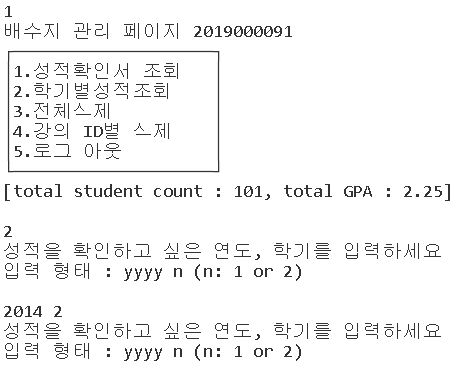 1
배수지 관리 페이지 2019000091
1.성적확인서 조회
2.학기별성적조회
3.전체스제
4.강의 ID별 스제
5.로그 아웃
[total student count : 101, total GPA : 2.25]
2
성적을 확인하고 싶은 연도, 학기를 입력하세요
입력 형태 : yyyy n (n: 1 or 2)
2014 2
성적을 확인하고 싶은 연도, 학기를 입력하세요
입력 형태 : yyyy n (n: 1 or 2)